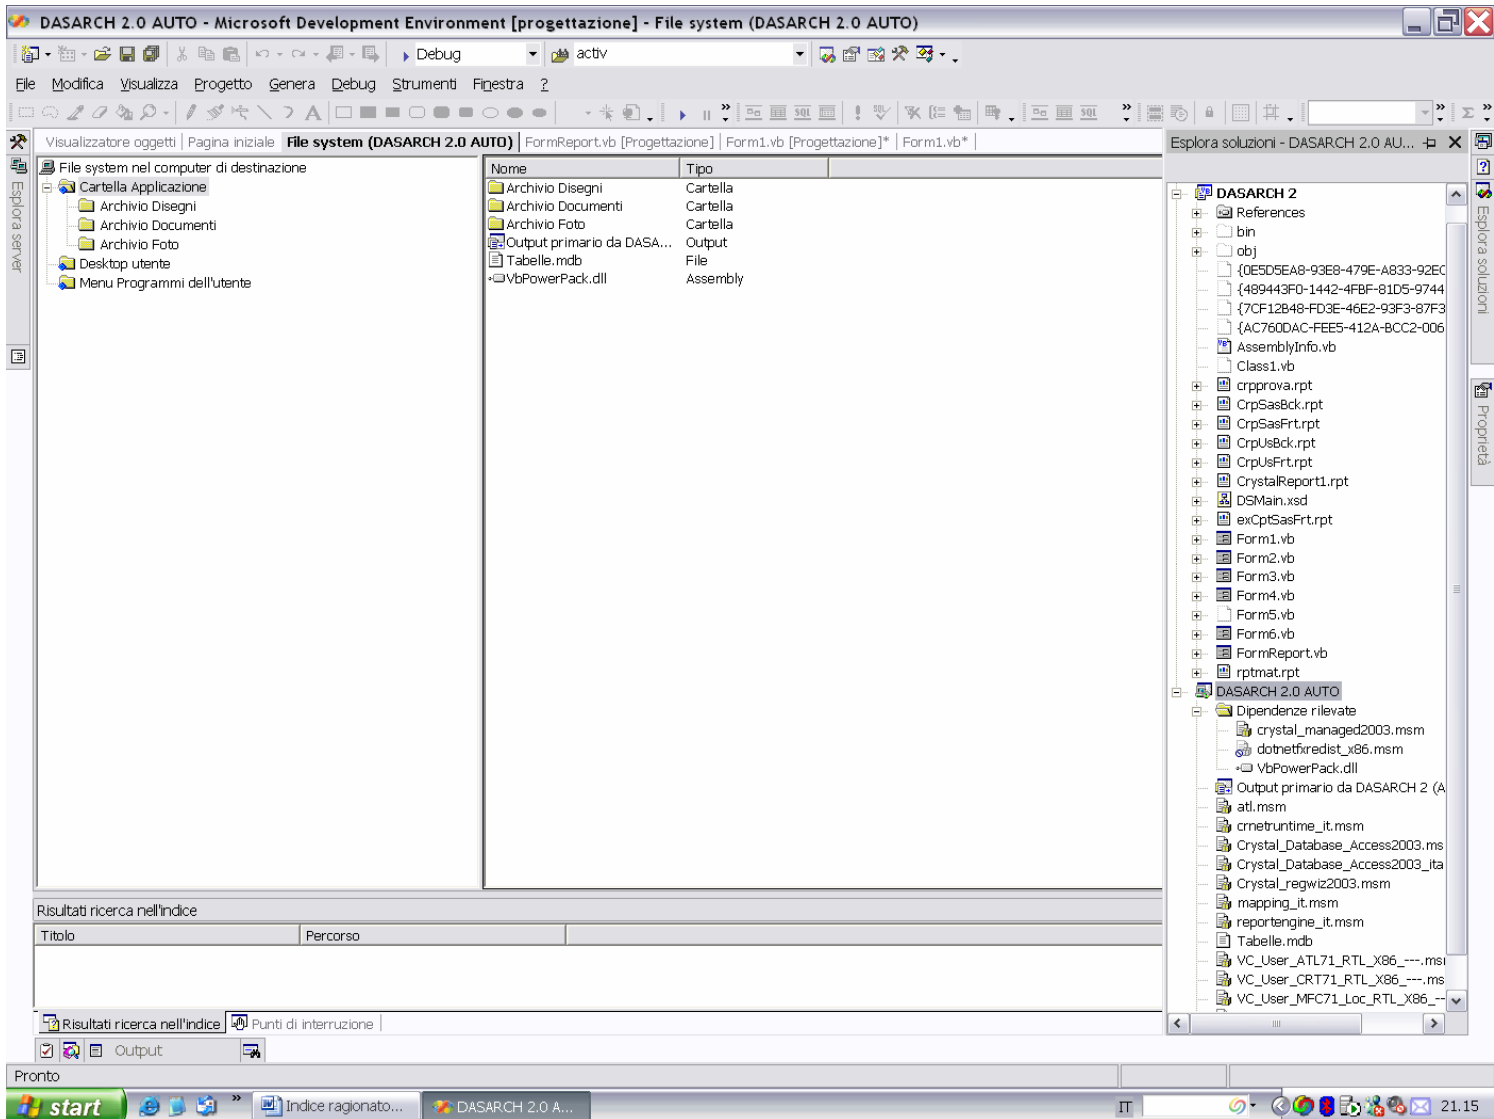 DASARCH 2.0 AUTO - Microsoft Development Environment [progettazione] - File system (DASARCH 2.0 AUTO)
Debug
activ
File Modifica Visualizza Progetto Genera Debug Strumenti Finestra ?
Visualizzatore oggetti Pagina iniziale File system (DASARCH 2.0 AUTO) FormReport.vb [Progettazione] Form1.vb [Progettazione]* Form1.vb*
Esplora server
File system nel computer di destinazione
Cartella Applicazione
Archivio Disegni
Archivio Documenti
Archivio Foto
Desktop utente
Menu Programmi dell'utente
Nome Tipo
Archivio Disegni Cartella
Archivio Documenti Cartella
Archivio Foto Cartella
Output primario da DASA... Output
Tabelle.mdb File
VbPowerPack.dll Assembly
Esplora soluzioni - DASARCH 2.0 AU...
DASARCH 2
References
bin
obj
{0E5D5EA8-93E8-479E-A833-92EC
{489443F0-1442-4FBF-81D5-9744
{7CF12B48-FD3E-46E2-93F3-87F3
{AC760DAC-FEE5-412A-BCC2-006
AssemblyInfo.vb
Class1.vb
crpprova.rpt
CrpSasBck.rpt
CrpSasFrt.rpt
CrpUsBck.rpt
CrpUsFrt.rpt
CrystalReport1.rpt
DSMain.xsd
exCptSasFrt.rpt
Form1.vb
Form2.vb
Form3.vb
Form4.vb
Form5.vb
Form6.vb
FormReport.vb
rptmat.rpt
DASARCH 2.0 AUTO
Dipendenze rilevate
crystal_managed2003.msm
dotnetfxredist_x86.msm
VbPowerPack.dll
Output primario da DASARCH 2 (A
atl.msm
crnetruntime_it.msm
Crystal_Database_Access2003.ms
Crystal_Database_Access2003_ita
Crystal_regwiz2003.msm
mapping_it.msm
reportengine_it.msm
Tabelle.mdb
VC_User_ATL71_RTL_X86_---.msı
VC_User_CRT71_RTL_X86_---.ms
VC_User_MFC71_Loc_RTL_X86_--
Esplora soluzioni
Proprietà
Risultati ricerca nell'indice
Titolo Percorso
Risultati ricerca nell'indice Punti di interruzione
Output
Pronto
start
Indice ragionato...
DASARCH 2.0 A...
IT
21.15